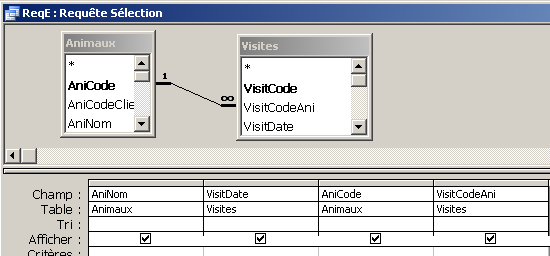 ReqE : Requête Sélection
Animaux
*
AniCode
AniCodeClie
AniNom
1
∞
Visites
*
VisitCode
VisitCodeAni
VisitDate
Champ : AniNom VisitDate AniCode VisitCodeAni
Table : Animaux Visites Animaux Visites
Tri :
Afficher :
Critères :